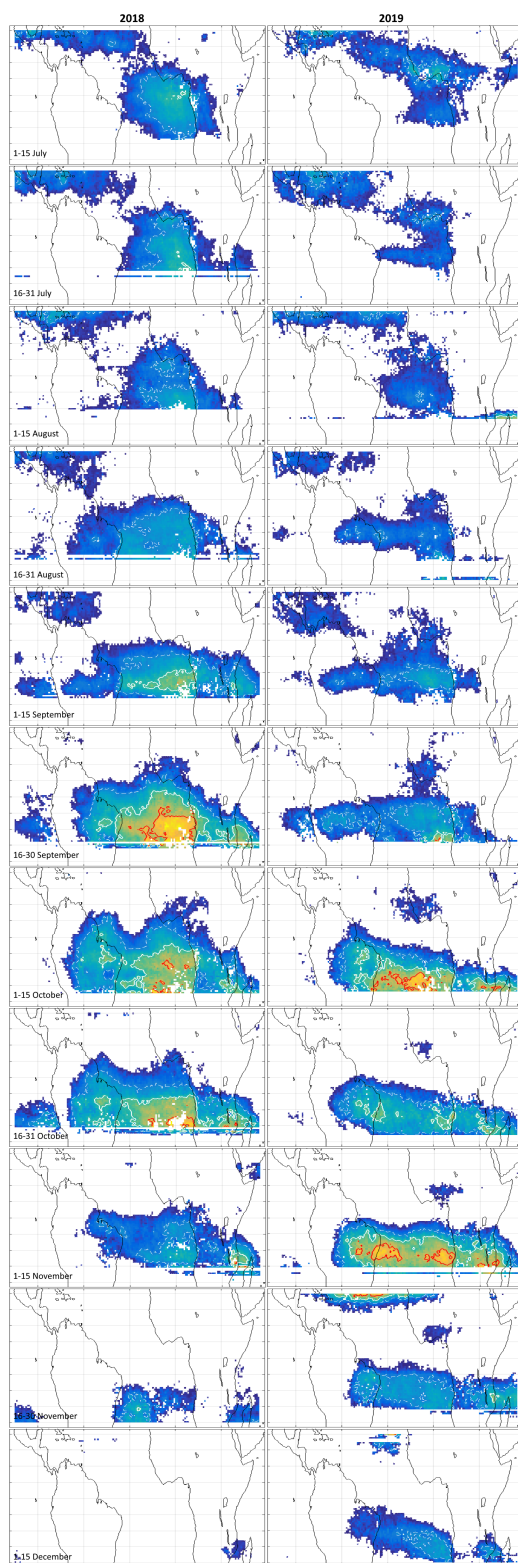 2018 2019
1-15 July
16-31 July
1-15 August
16-31 August
1-15 September
16-30 September
1-15 October
16-31 October
1-15 November
16-30 November
1-15 December